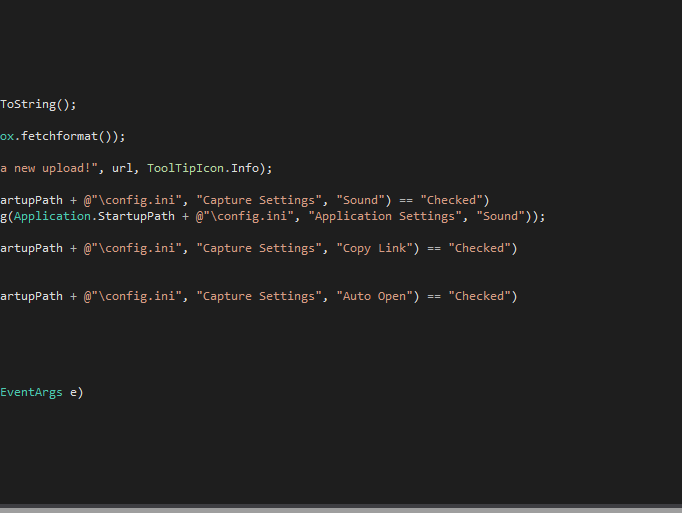 ToString();
ox.fetchformat());
a new upload!", url, ToolTipIcon.Info);
artupPath + @"\config.ini", "Capture Settings", "Sound") == "Checked")
g(Application.StartupPath + @"\config.ini", "Application Settings", "Sound"));
artupPath + @"\config.ini", "Capture Settings", "Copy Link") == "Checked")
artupPath + @"\config.ini", "Capture Settings", "Auto Open") == "Checked")
EventArgs e)